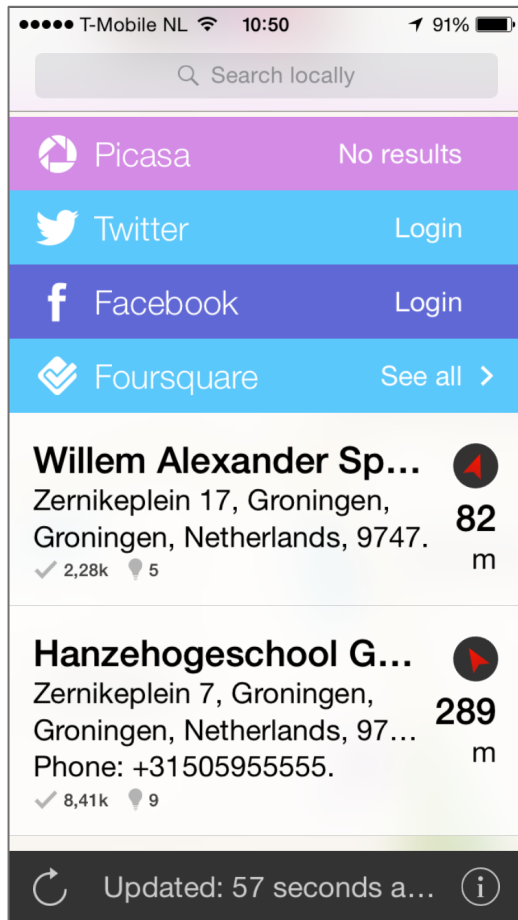 T-Mobile NL 10:50 91%
Search locally
Picasa No results
Twitter Login
Facebook Login
Foursquare See all
Willem Alexander Sp...
Zernikeplein 17, Groningen,
Groningen, Netherlands, 9747.
82
m
2,28k 5
Hanzehogeschool G...
Zernikeplein 7, Groningen,
Groningen, Netherlands, 97...
Phone: +31505955555.
289
m
8,41k 9
Updated: 57 seconds a...